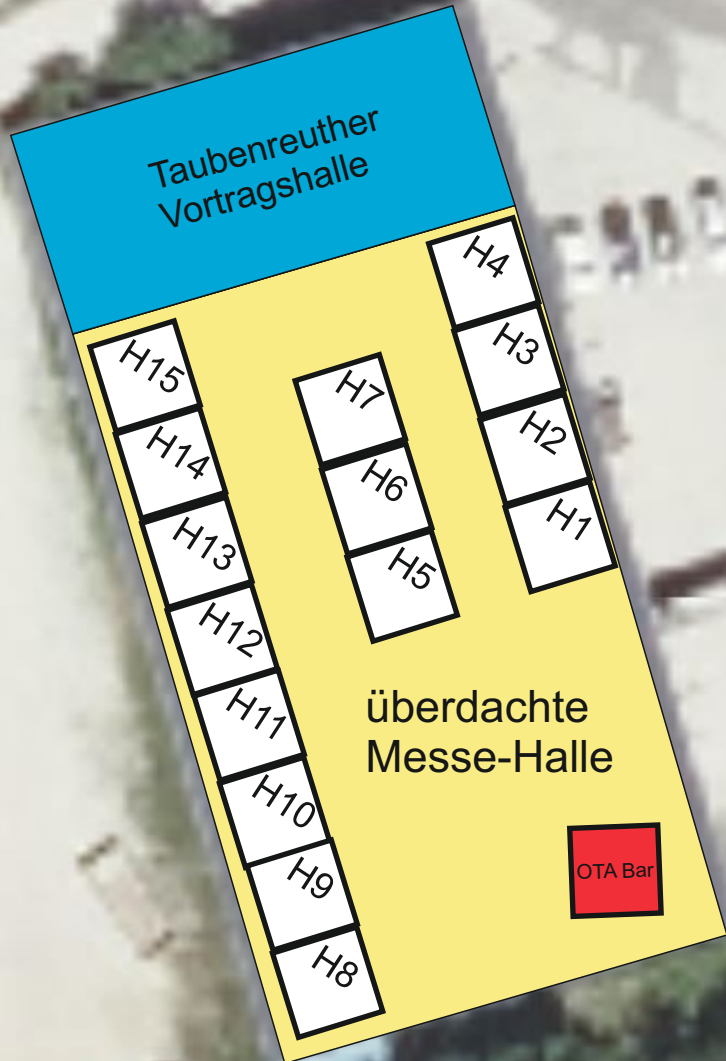 Taubenreuther
Vortragshalle
H4
H15
H3
H7
H14
H2
H6
H1
H13
H5
H12
H11
überdachte
Messe-Halle
H10
OTA Bar
H9
H8